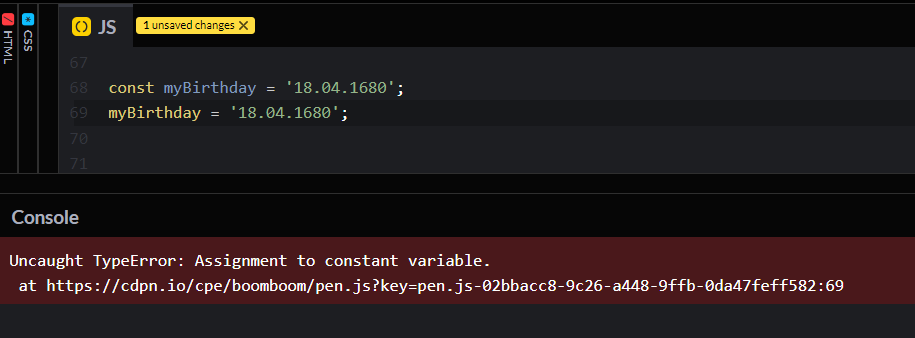 HTML
CSS
JS
1 unsaved changes X
67
68 const myBirthday = '18.04.1680';
69 myBirthday = '18.04.1680';
70
71
Console
Uncaught TypeError: Assignment to constant variable.
at https://cdpn.io/cpe/boomboom/pen.js?key=pen.js-02bbacc8-9c26-a448-9ffb-0da47feff582:69